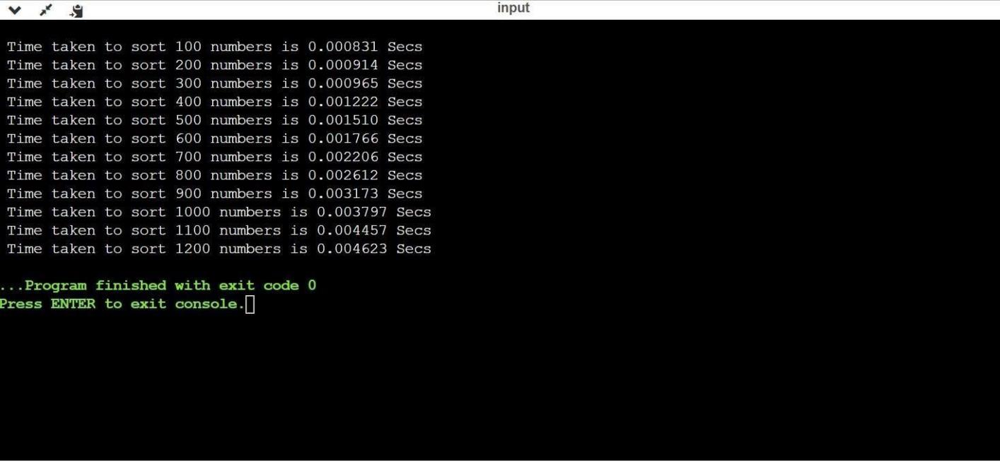 input
Time taken to sort 100 numbers is 0.000831 Secs
Time taken to sort 200 numbers is 0.000914 Secs
Time taken to sort 300 numbers is 0.000965 Secs
Time taken to sort 400 numbers is 0.001222 Secs
Time taken to sort 500 numbers is 0.001510 Secs
Time taken to sort 600 numbers is 0.001766 Secs
Time taken to sort 700 numbers is 0.002206 Secs
Time taken to sort 800 numbers is 0.002612 Secs
Time taken to sort 900 numbers is 0.003173 Secs
Time taken to sort 1000 numbers is 0.003797 Secs
Time taken to sort 1100 numbers is 0.004457 Secs
Time taken to sort 1200 numbers is 0.004623 Secs
...Program finished with exit code 0
Press ENTER to exit console.